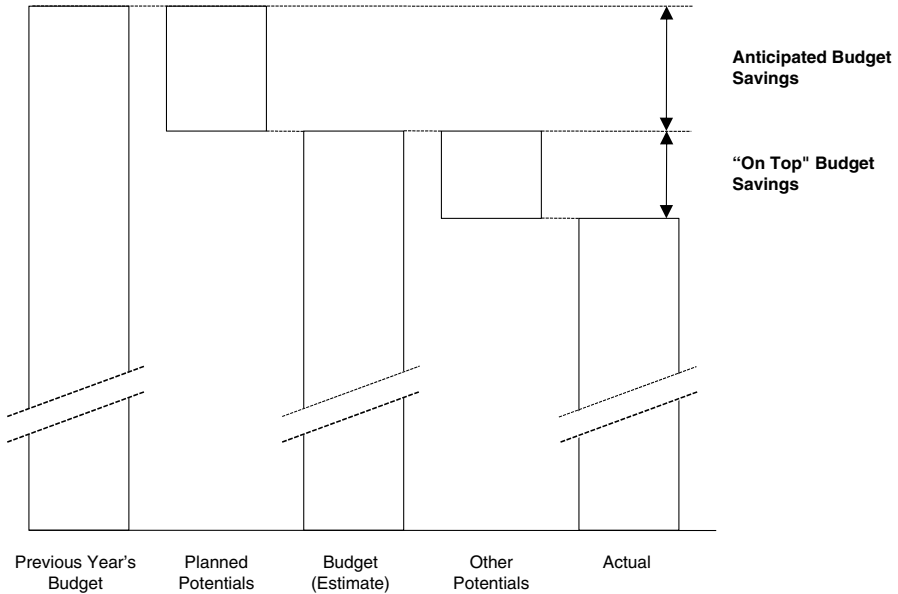 Anticipated Budget
Savings
“On Top" Budget
Savings
Previous Year’s
Budget
Planned
Potentials
Budget
(Estimate)
Other
Potentials
Actual